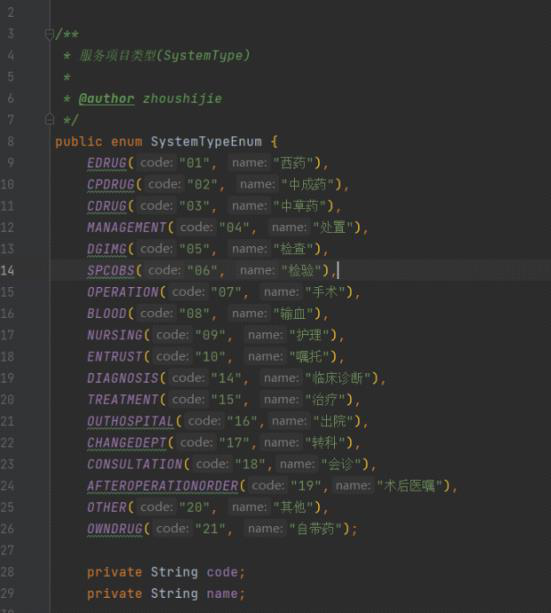 2
3 /**
4 * 服务项目类型(SystemType)
5 *
6 * @author zhoushijie
7 */
8 public enum SystemTypeEnum {
9 EDRUG( code: "01", name: "西药"),
10 CPDRUG( code: "02", name: "中成药"),
11 CDRUG( code: "03", name: "中草药"),
12 MANAGEMENT( code: "04", name: "处置"),
13 DGIMG( code: "05", name: "检查"),
14 SPCOBS( code: "06", name: "检验"),
15 OPERATION( code: "07", name: "手术"),
16 BLOOD( code: "08", name: "输血"),
17 NURSING( code: "09", name: "护理"),
18 ENTRUST( code: "10", name: "嘱托"),
19 DIAGNOSIS( code: "14", name: "临床诊断"),
20 TREATMENT( code: "15", name: "治疗"),
21 OUTHOSPITAL( code: "16", name: "出院"),
22 CHANGEDEPT( code: "17", name: "转科"),
23 CONSULTATION( code: "18", name: "会诊"),
24 AFTEROPERATIONORDER( code: "19", name: "术后医嘱"),
25 OTHER( code: "20", name: "其他"),
26 OWNDRUG( code: "21", name: "自带药");
27
28 private String code;
29 private String name;